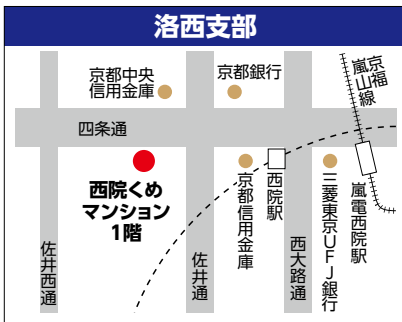 洛西支部
京都中央
信用金庫
京都銀行
京福
嵐山線
四条通
西院くめ
マンション
1階
京都信用金庫
西院駅
三菱東京UFJ銀行
嵐電西院駅
佐井西通
佐井通
西大路通